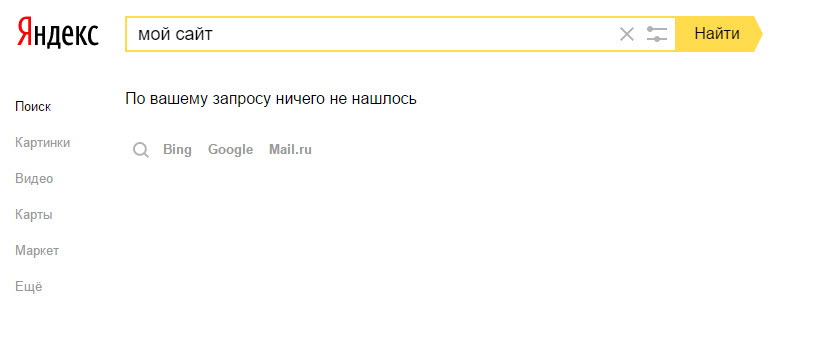 Яндекс
мой сайт
Найти
Поиск
Картинки
Видео
Карты
Маркет
Ещё
По вашему запросу ничего не нашлось
Bing Google Mail.ru